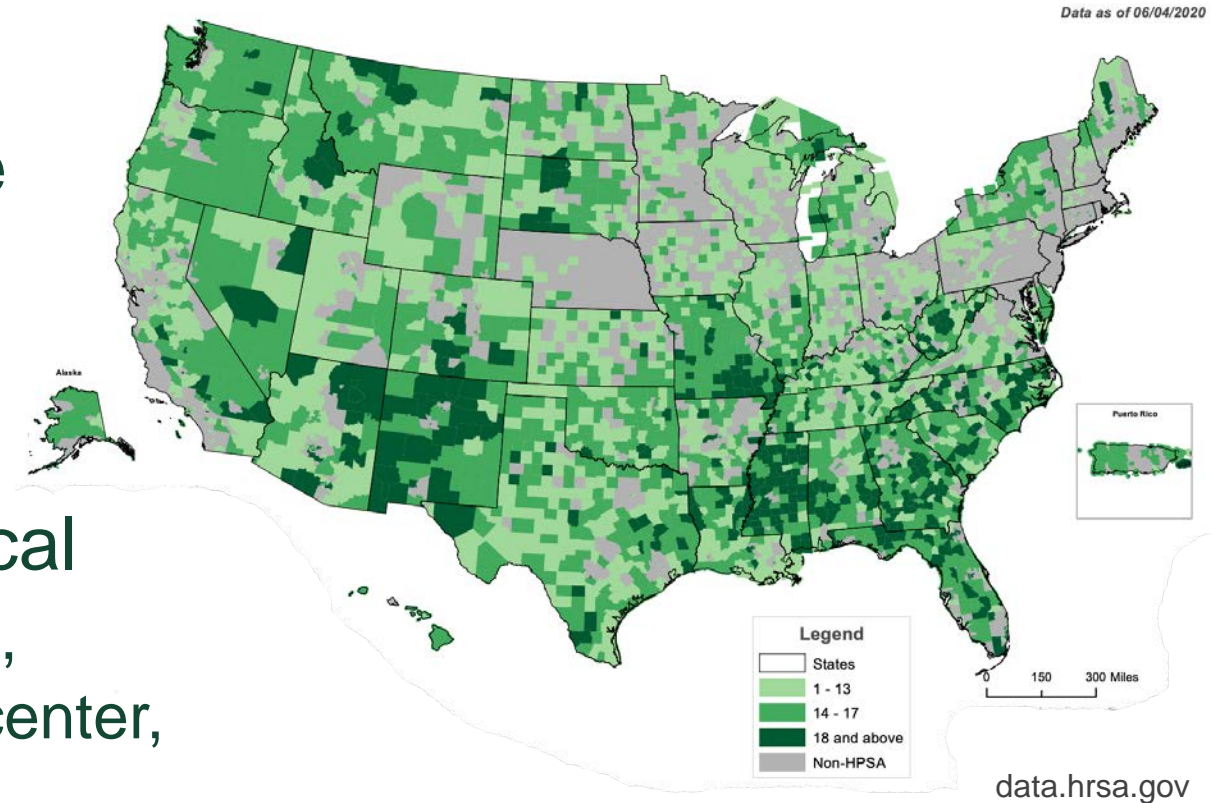 Data as of 06/04/2020
e
Alaska
Puerto Rico
cal
,
center,
Legend
States
1 - 13
14 - 17
18 and above
Non-HPSA
0 150 300 Miles
data.hrsa.gov